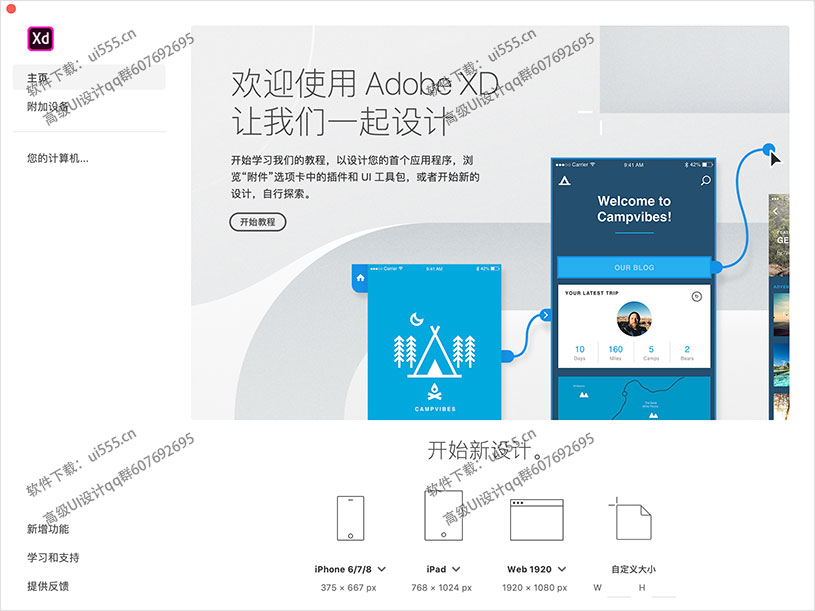 Xd
主页
附加设备
您的计算机...
新增功能
学习和支持
提供反馈
欢迎使用 Adobe XD
让我们一起设计
开始学习我们的教程，以设计您的首个应用程序，浏
览“附件”选项卡中的插件和 UI 工具包，或者开始新的
设计，自行探索。
开始教程
Carrier
9:41 AM
42%
CAMPVIBES
Carrier
9:41 AM
42%
Welcome to
Campvibes!
OUR BLOG
YOUR LATEST TRIP
10
160
5
2
Days
Miles
Camps
Bears
开始新设计。
iPhone 6/7/8
375 × 667 px
iPad
768 × 1024 px
Web 1920
1920 × 1080 px
自定义大小
W
H
软件下载：ui555.cn
高级UI设计qq群607692695
软件下载：ui555.cn
高级UI设计qq群607692695
软件下载：ui555.cn
高级UI设计qq群607692695
软件下载：ui555.cn
高级UI设计qq群607692695